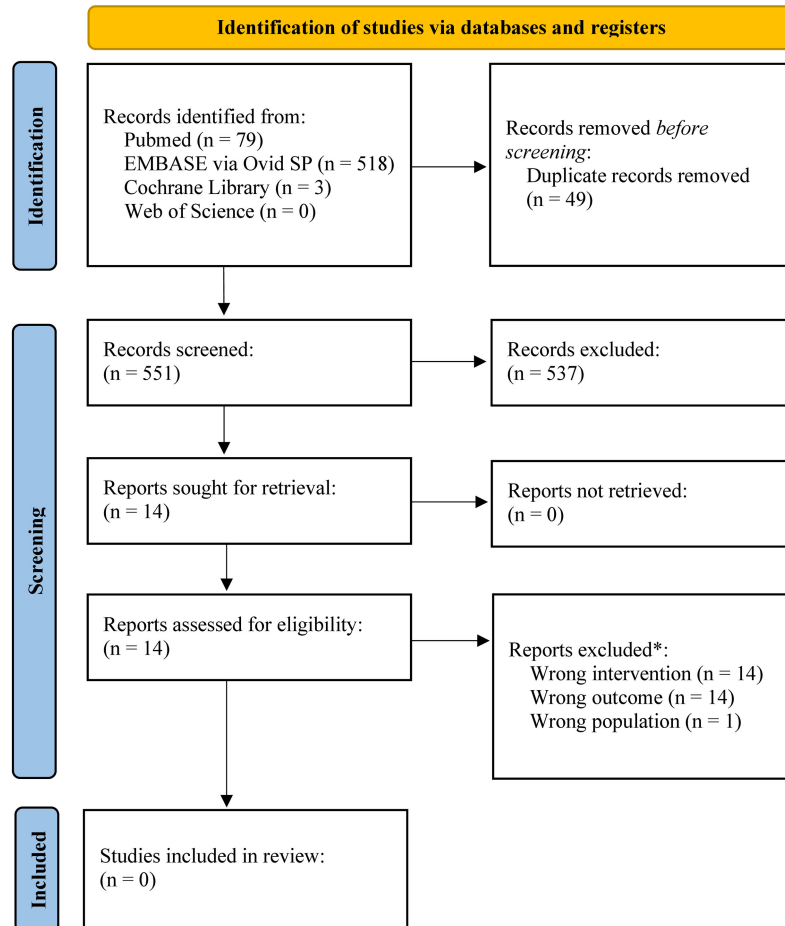 Identification of studies via databases and registers
Identification
Records identified from:
Pubmed (n = 79)
EMBASE via Ovid SP (n = 518)
Cochrane Library (n = 3)
Web of Science (n = 0)
Records removed before
screening:
Duplicate records removed
(n = 49)
Screening
Records screened:
(n = 551)
Records excluded:
(n = 537)
Reports sought for retrieval:
(n = 14)
Reports not retrieved:
(n = 0)
Reports assessed for eligibility:
(n = 14)
Reports excluded*:
Wrong intervention (n = 14)
Wrong outcome (n = 14)
Wrong population (n = 1)
Included
Studies included in review:
(n = 0)